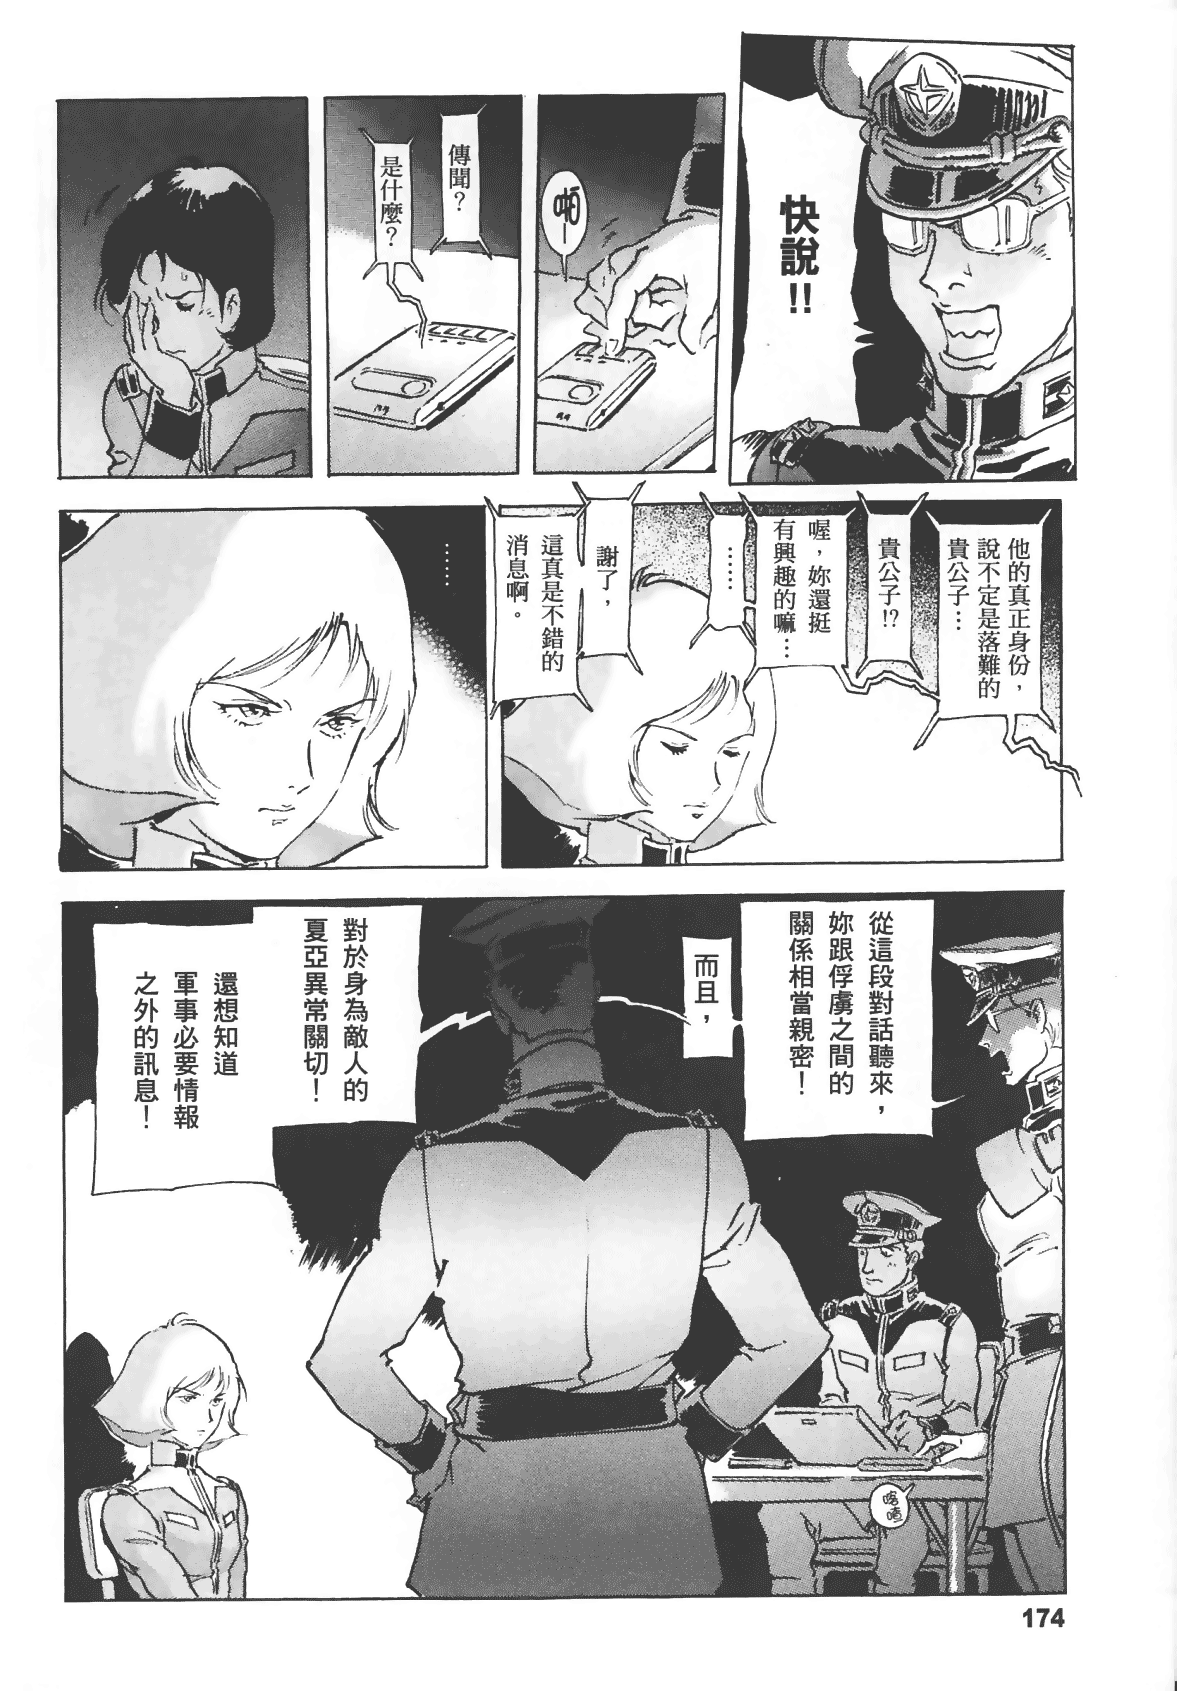 快說!!
啪
傳聞？
是什麼？
他的真正身份，
說不定是落難的
貴公子…
貴公子!?
喔，妳還挺
有興趣的嘛…
……
謝了，
這真是不錯的
消息啊。
……
從這段對話聽來，
妳跟俘虜之間的
關係相當親密！
而且，
對於身為敵人的
夏亞異常關切！
還想知道
軍事必要情報
之外的訊息！
喀喳
174